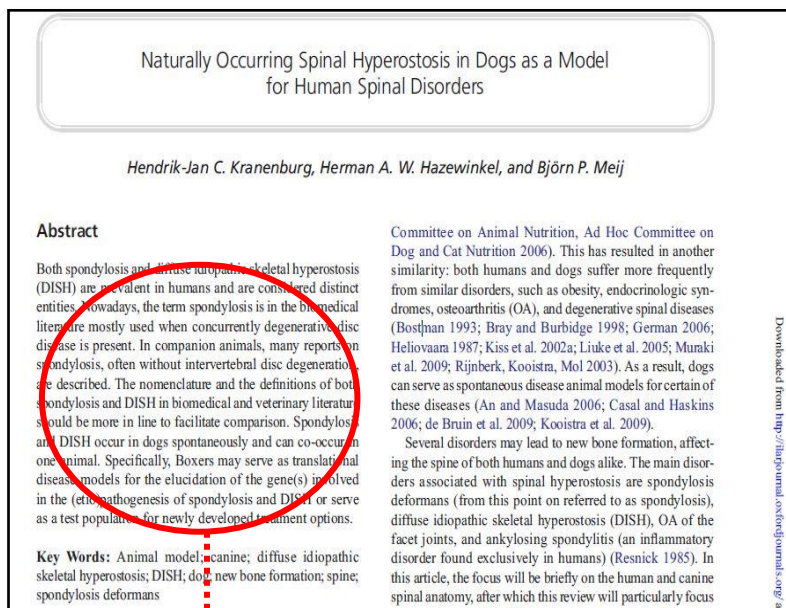 Naturally Occurring Spinal Hyperostosis in Dogs as a Model
for Human Spinal Disorders
Hendrik-Jan C. Kranenburg, Herman A. W. Hazewinkel, and Björn P. Meij
Abstract
Both spondylosis and diffuse idiopathic skeletal hyperostosis
(DISH) are prevalent in humans and are considered distinct
entities. Nowadays, the term spondylosis is in the biomedical
literature mostly used when concurrently degenerative disc
disease is present. In companion animals, many reports on
spondylosis, often without intervertebral disc degeneration,
are described. The nomenclature and the definitions of both
spondylosis and DISH in biomedical and veterinary literature
should be more in line to facilitate comparison. Spondylosis
and DISH occur in dogs spontaneously and can co-occur in
one animal. Specifically, Boxers may serve as translational
disease models for the elucidation of the gene(s) involved
in the (etio)pathogenesis of spondylosis and DISH or serve
as a test population for newly developed treatment options.
Key Words: Animal model; canine; diffuse idiopathic
skeletal hyperostosis; DISH; dog; new bone formation; spine;
spondylosis deformans
Committee on Animal Nutrition, Ad Hoc Committee on
Dog and Cat Nutrition 2006). This has resulted in another
similarity: both humans and dogs suffer more frequently
from similar disorders, such as obesity, endocrinologic syn-
dromes, osteoarthritis (OA), and degenerative spinal diseases
(Bostman 1993; Bray and Burbidge 1998; German 2006;
Heliovaara 1987; Kiss et al. 2002a; Liuke et al. 2005; Muraki
et al. 2009; Rijnberk, Kooistra, Mol 2003). As a result, dogs
can serve as spontaneous disease animal models for certain of
these diseases (An and Masuda 2006; Casal and Haskins
2006; de Bruin et al. 2009; Kooistra et al. 2009).
Several disorders may lead to new bone formation, affect-
ing the spine of both humans and dogs alike. The main disor-
ders associated with spinal hyperostosis are spondylosis
deformans (from this point on referred to as spondylosis),
diffuse idiopathic skeletal hyperostosis (DISH), OA of the
facet joints, and ankylosing spondylitis (an inflammatory
disorder found exclusively in humans) (Resnick 1985). In
this article, the focus will be briefly on the human and canine
spinal anatomy, after which this review will particularly focus
Downloaded from http://ilarjournal.oxfordjournals.org/ a